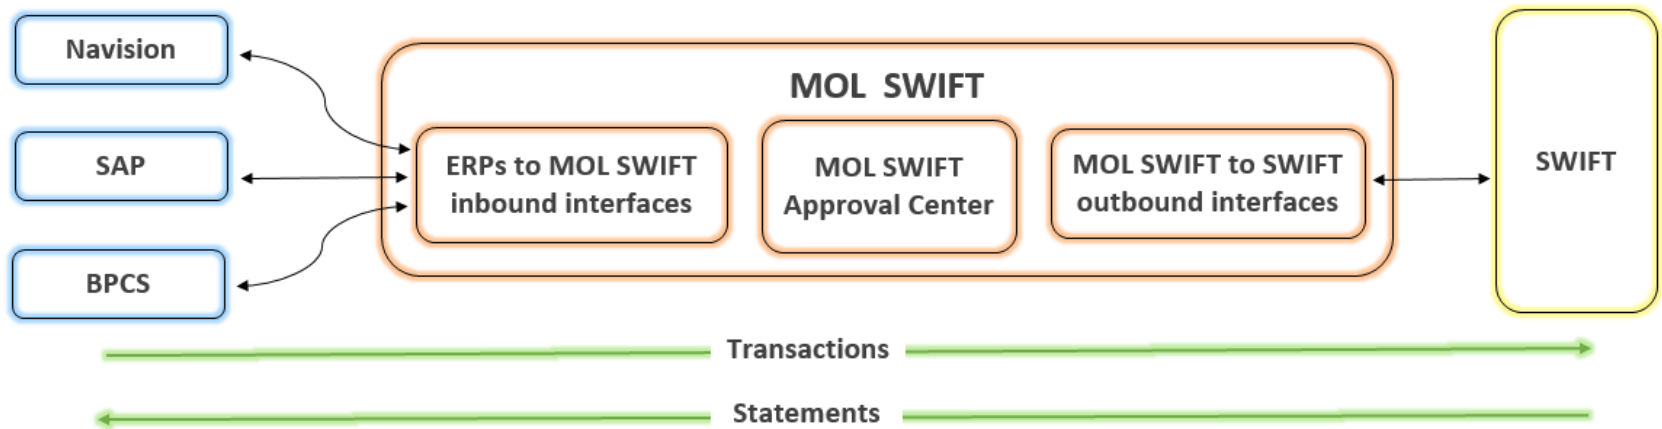 Navision
SAP
BPCS
MOL SWIFT
ERPs to MOL SWIFT
inbound interfaces
MOL SWIFT
Approval Center
MOL SWIFT to SWIFT
outbound interfaces
SWIFT
Transactions
Statements